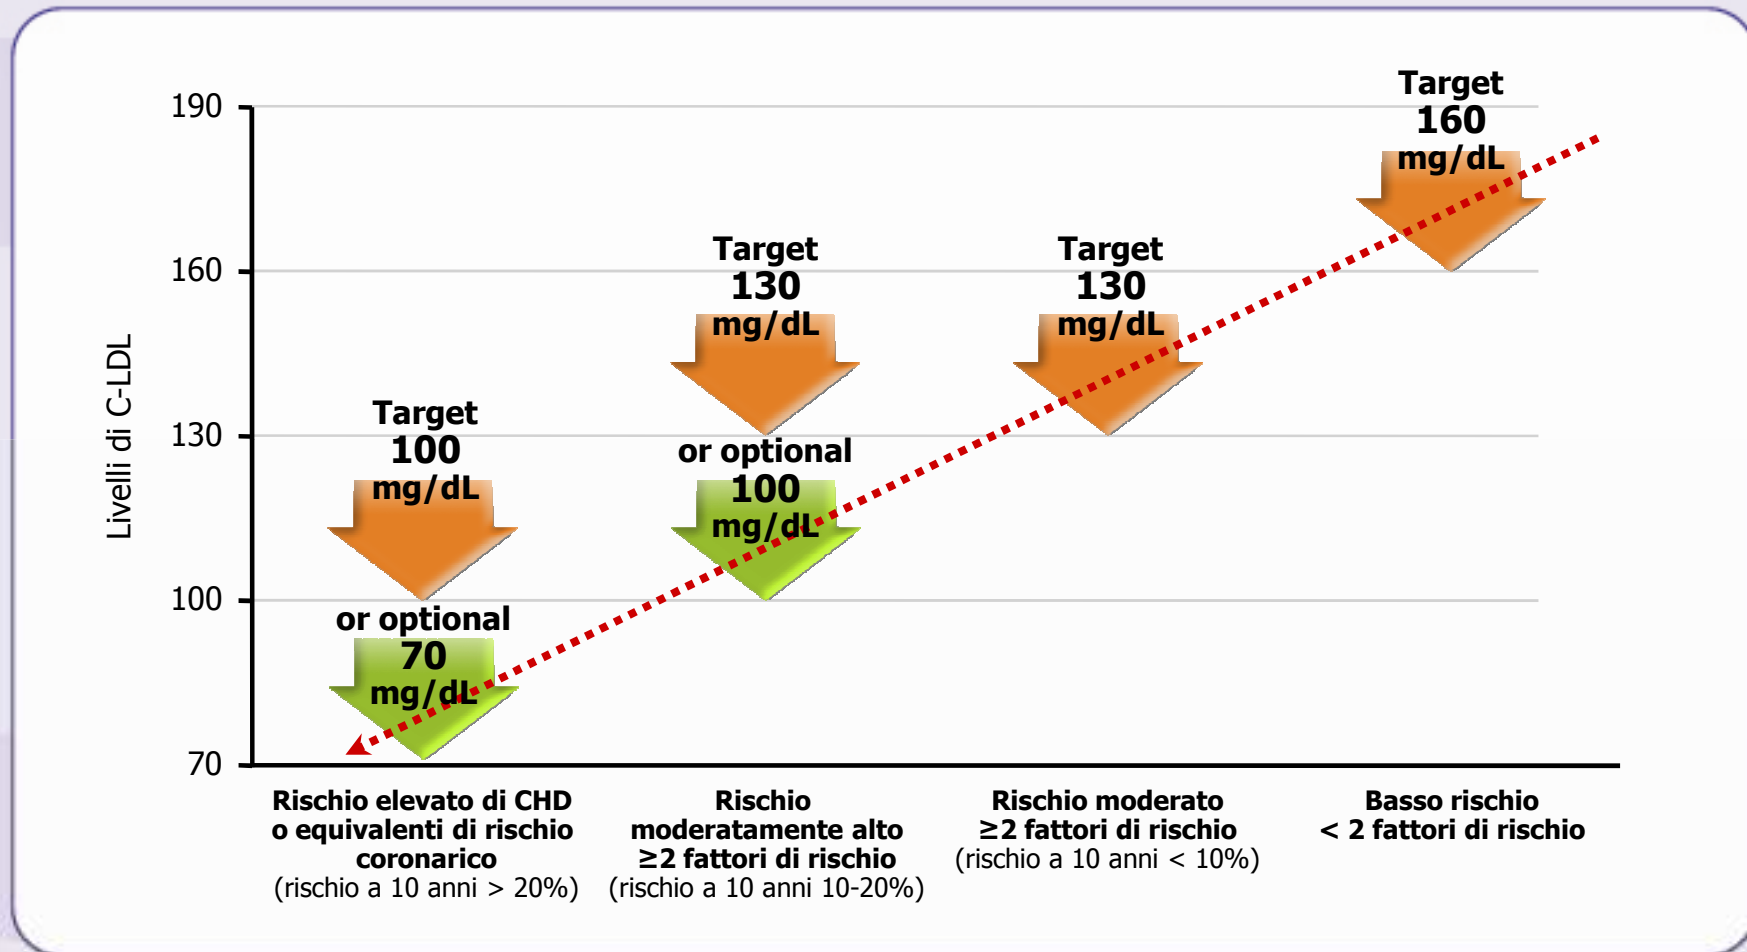 Livelli di C-LDL
190
160
130
100
70
Target
100
mg/dL
or optional
70
mg/dL
Target
130
mg/dL
or optional
100
mg/dL
Target
130
mg/dL
Target
160
mg/dL
Rischio elevato di CHD
o equivalenti di rischio
coronarico
(rischio a 10 anni > 20%)
Rischio
moderatamente alto
≥2 fattori di rischio
(rischio a 10 anni 10-20%)
Rischio moderato
≥2 fattori di rischio
(rischio a 10 anni < 10%)
Basso rischio
< 2 fattori di rischio